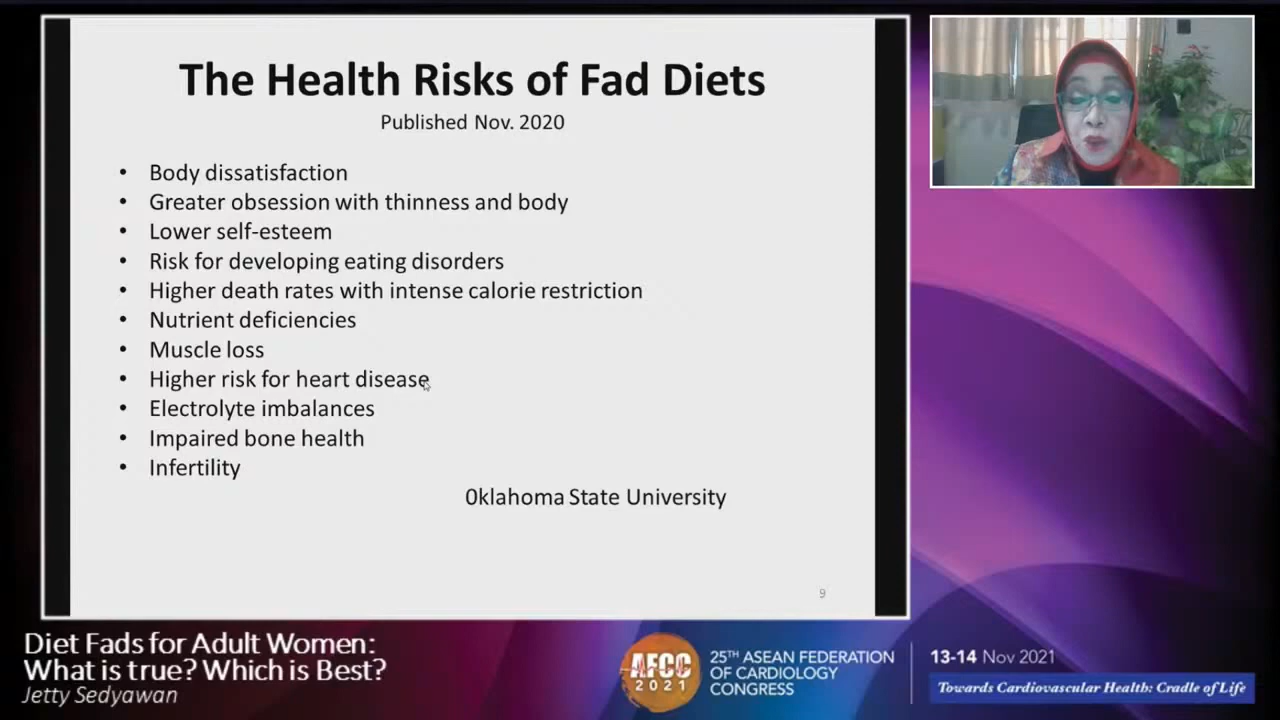 The Health Risks of Fad Diets
Published Nov. 2020
• Body dissatisfaction
• Greater obsession with thinness and body
• Lower self-esteem
• Risk for developing eating disorders
• Higher death rates with intense calorie restriction
• Nutrient deficiencies
• Muscle loss
• Higher risk for heart disease
• Electrolyte imbalances
• Impaired bone health
• Infertility
0klahoma State University
9
Diet Fads for Adult Women:
What is true? Which is Best?
Jetty Sedyawan
AFCC
2021
25TH ASEAN FEDERATION
OF CARDIOLOGY
CONGRESS
13-14 Nov 2021
Towards Cardiovascular Health: Cradle of Life